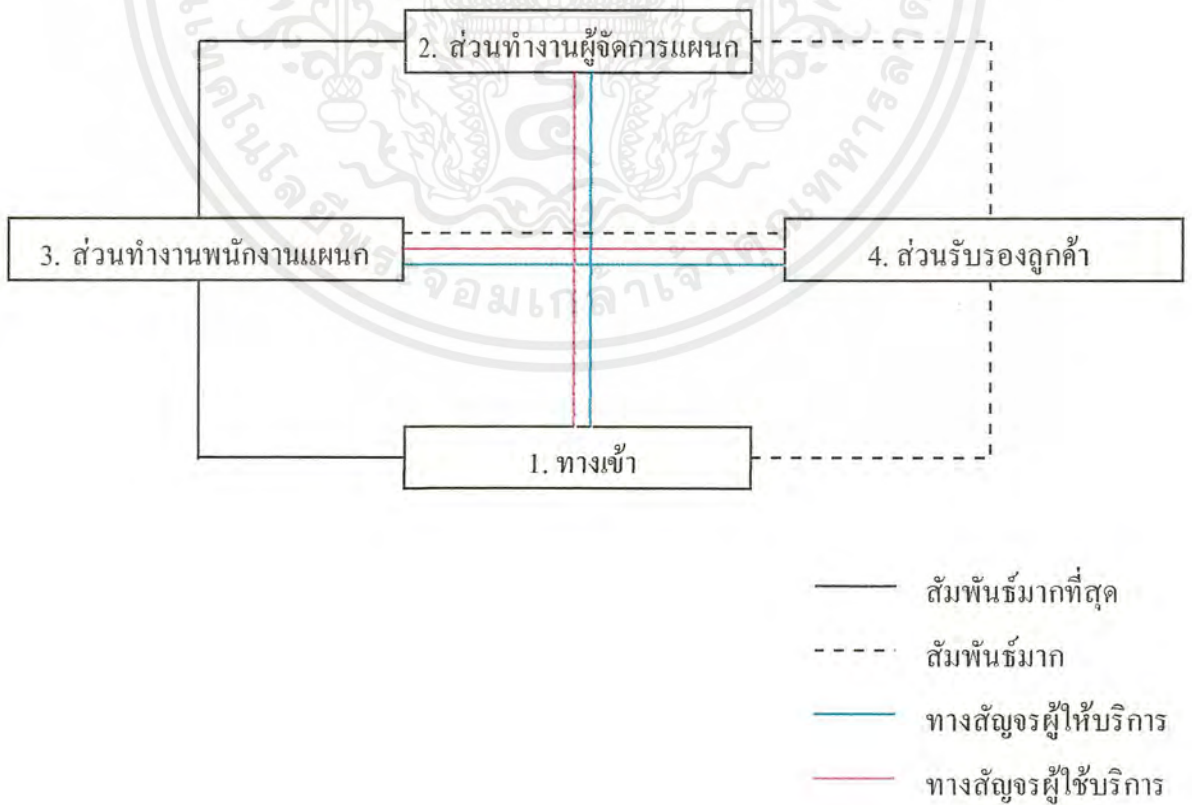 2. ส่วนทำงานผู้จัดการแผนก
3. ส่วนทำงานพนักงานแผนก
4. ส่วนรับรองลูกค้า
1. ทางเข้า
สัมพันธ์มากที่สุด
สัมพันธ์มาก
ทางสัญจรผู้ให้บริการ
ทางสัญจรผู้ใช้บริการ